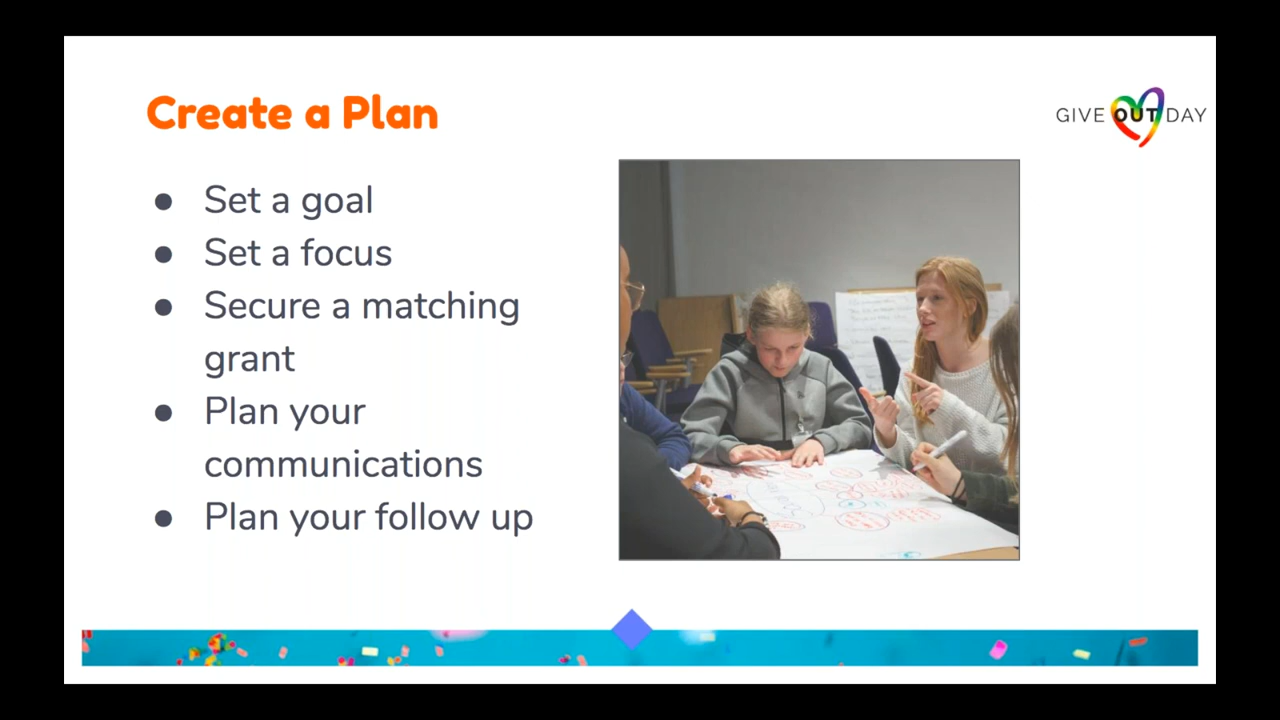 Create a Plan
GIVE OUT DAY
● Set a goal
● Set a focus
● Secure a matching
grant
● Plan your
communications
● Plan your follow up